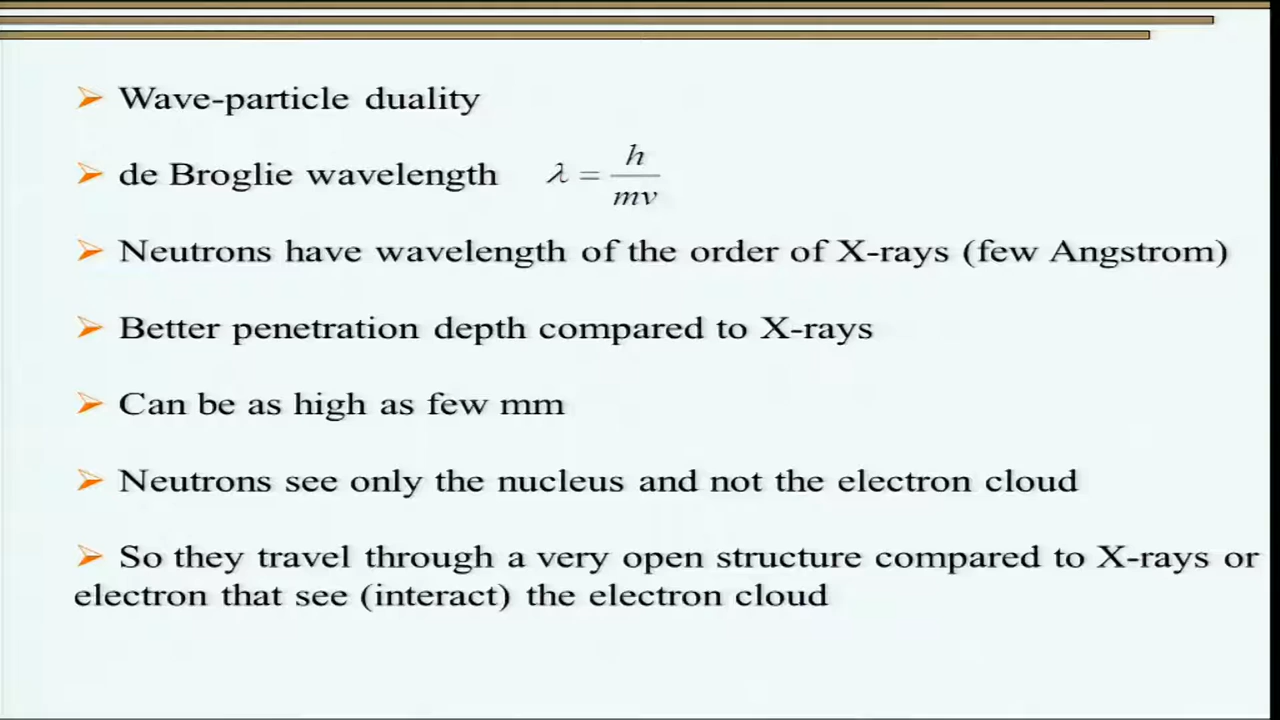 ➢ Wave-particle duality
➢ de Broglie wavelength λ = h/mv
➢ Neutrons have wavelength of the order of X-rays (few Angstrom)
➢ Better penetration depth compared to X-rays
➢ Can be as high as few mm
➢ Neutrons see only the nucleus and not the electron cloud
➢ So they travel through a very open structure compared to X-rays or
electron that see (interact) the electron cloud